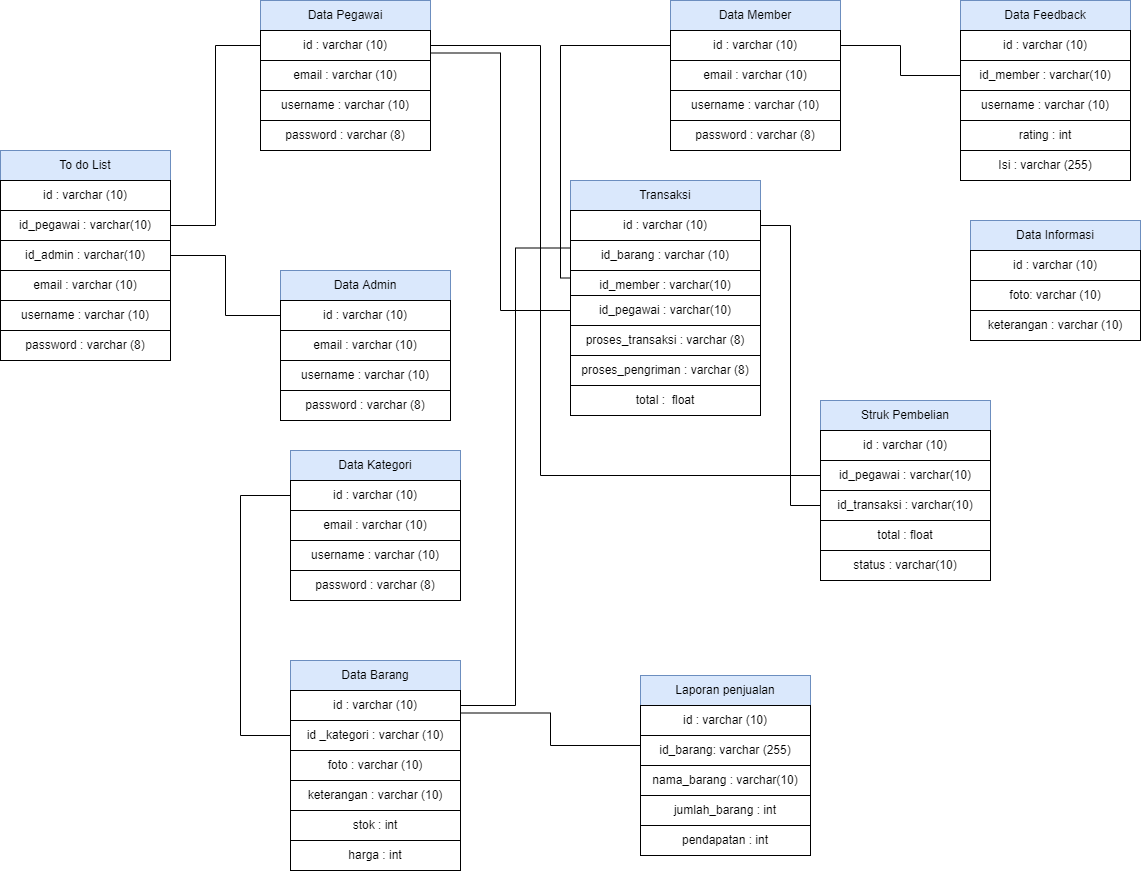 Data Pegawai
id : varchar (10)
email : varchar (10)
username : varchar (10)
password : varchar (8)
Data Member
id : varchar (10)
email : varchar (10)
username : varchar (10)
password : varchar (8)
Data Feedback
id : varchar (10)
id_member : varchar(10)
username : varchar (10)
rating : int
Isi : varchar (255)
To do List
id : varchar (10)
id_pegawai : varchar(10)
id_admin : varchar(10)
email : varchar (10)
username : varchar (10)
password : varchar (8)
Transaksi
id : varchar (10)
id_barang : varchar (10)
id_member : varchar(10)
id_pegawai : varchar(10)
proses_transaksi : varchar (8)
proses_pengriman : varchar (8)
total : float
Data Informasi
id : varchar (10)
foto: varchar (10)
keterangan : varchar (10)
Data Admin
id : varchar (10)
email : varchar (10)
username : varchar (10)
password : varchar (8)
Struk Pembelian
id : varchar (10)
id_pegawai : varchar(10)
id_transaksi : varchar(10)
total : float
status : varchar(10)
Data Kategori
id : varchar (10)
email : varchar (10)
username : varchar (10)
password : varchar (8)
Data Barang
id : varchar (10)
id _kategori : varchar (10)
foto : varchar (10)
keterangan : varchar (10)
stok : int
harga : int
Laporan penjualan
id : varchar (10)
id_barang: varchar (255)
nama_barang : varchar(10)
jumlah_barang : int
pendapatan : int